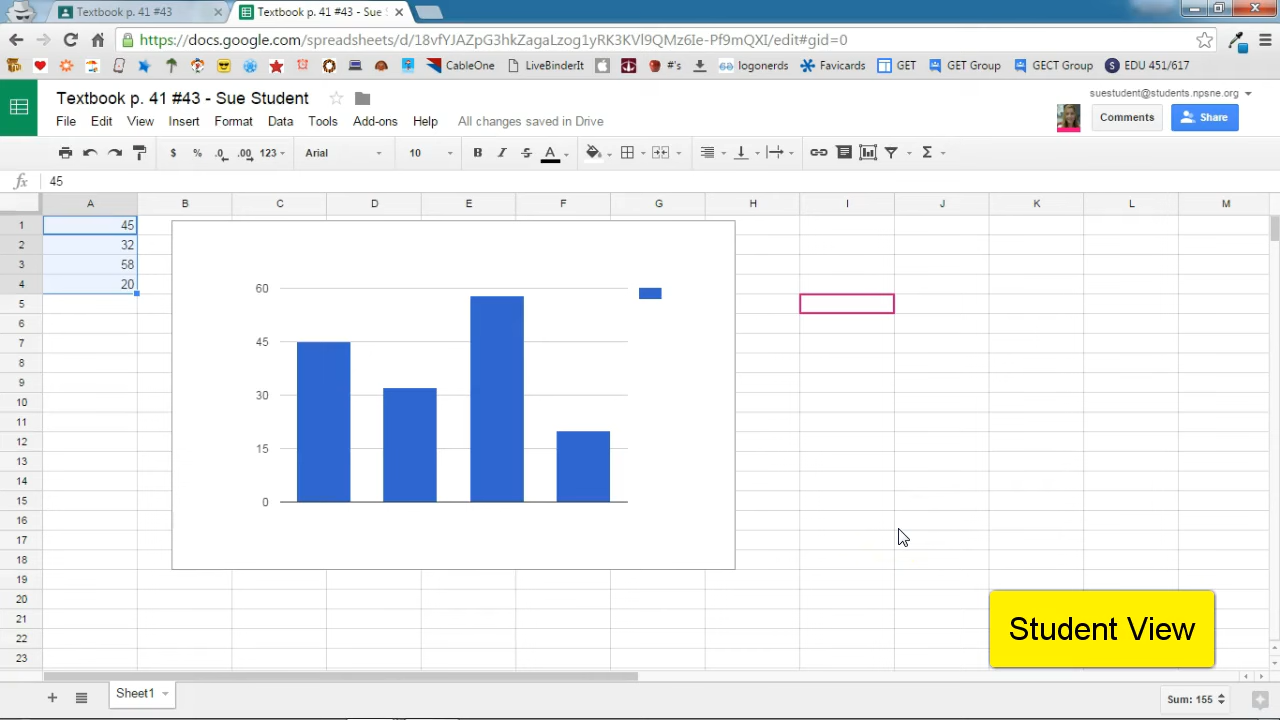 Textbook p. 41 #43 × Textbook p. 41 #43 - Sue S ×
https://docs.google.com/spreadsheets/d/18vfYJAZpG3hKZagaLzqg1yRK3KVl9QMz6Ie-Pf9mQXI/edit#gid=0
CableOne LiveBinderIt #'s logonerds Favicards GET GET Group GECT Group EDU 451/617
Textbook p. 41 #43 - Sue Student
suestudent@students.npsne.org
File Edit View Insert Format Data Tools Add-ons Help All changes saved in Drive
Comments Share
$ % .0 .00 123 Arial 10 B I S A Σ
fx 45
A B C D E F G H I J K L M
1 45
2 32
3 58
4 20
5
6
7
8
9
10
11
12
13
14
15
16
17
18
19
20
21
22
23
60
45
30
15
0
Student View
+ Sheet1 Sum: 155